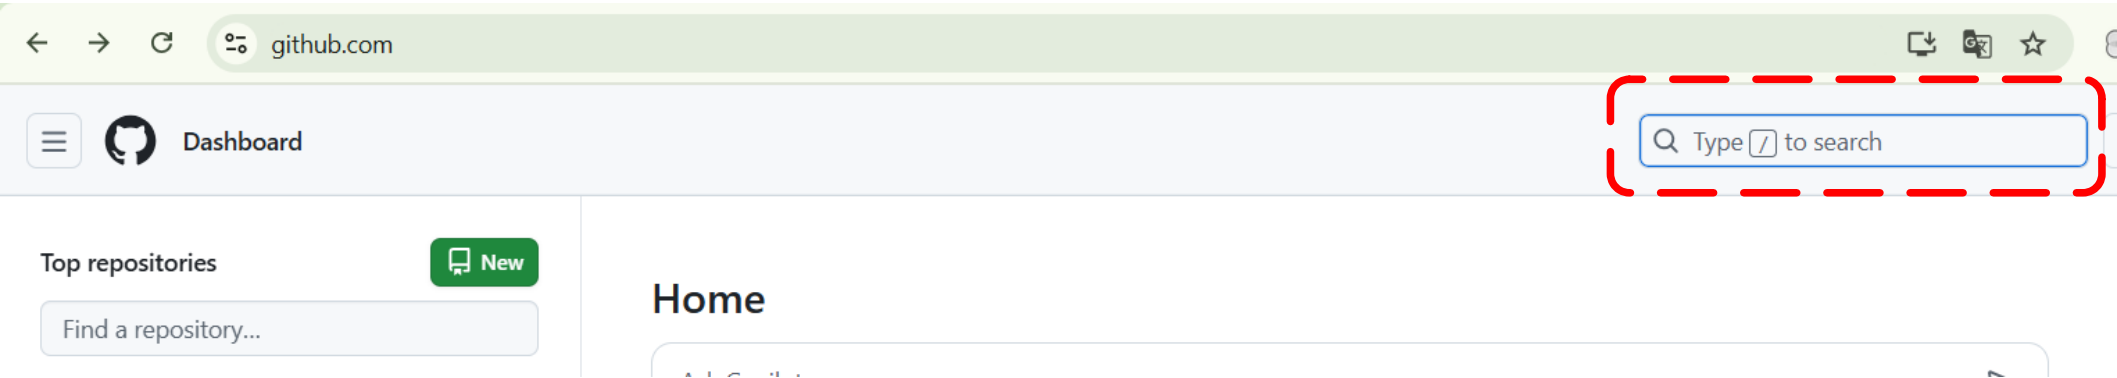 github.com
Dashboard
Type / to search
Top repositories
New
Find a repository...
Home